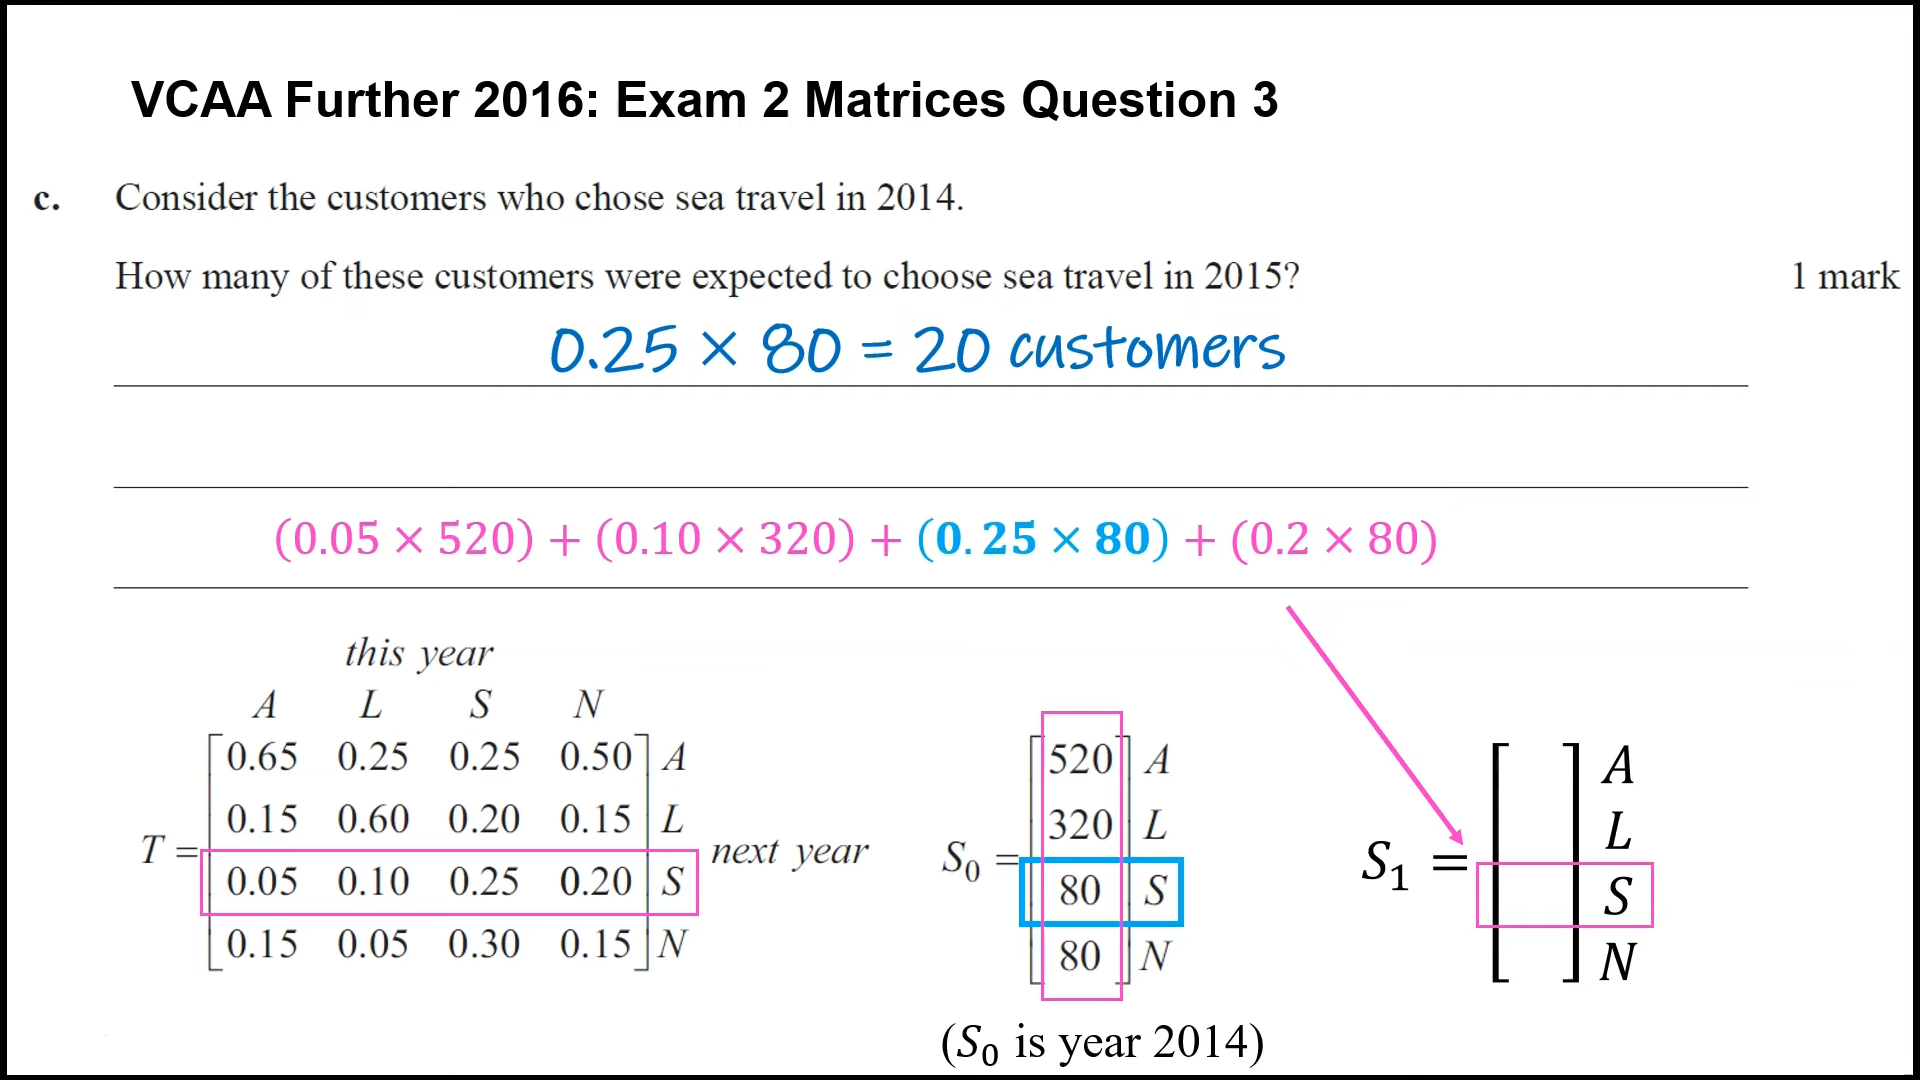 VCAA Further 2016: Exam 2 Matrices Question 3
c. Consider the customers who chose sea travel in 2014.
How many of these customers were expected to choose sea travel in 2015? 1 mark
0.25 × 80 = 20 customers
(0.05 × 520) + (0.10 × 320) + (0.25 × 80) + (0.2 × 80)
this year
A L S N
0.65 0.25 0.25 0.50 A
0.15 0.60 0.20 0.15 L
T =
0.05 0.10 0.25 0.20 S
0.15 0.05 0.30 0.15 N
next year
520 A
320 L
S₀ =
80 S
80 N
(S₀ is year 2014)
S₁ =
A
L
S
N